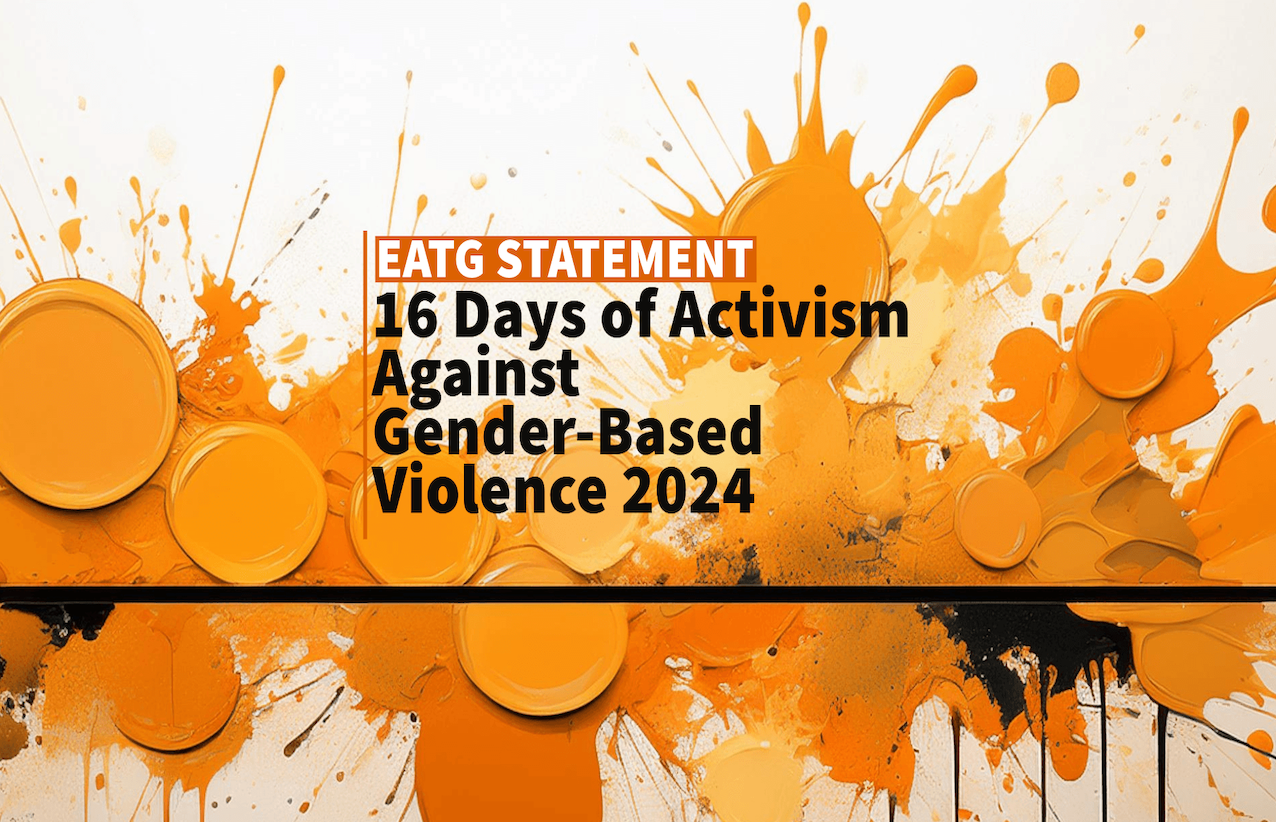 EATG STATEMENT
16 Days of Activism
Against
Gender-Based
Violence 2024